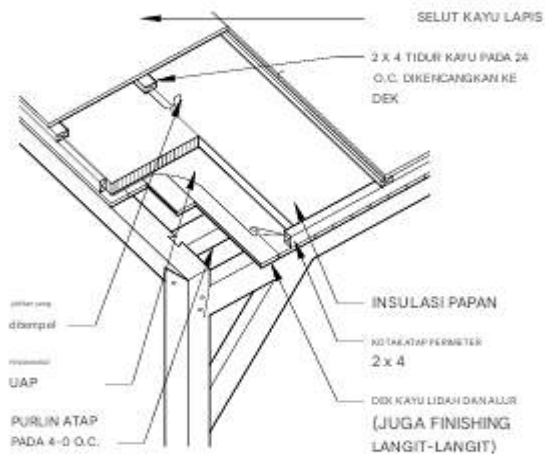 SELUT KAYU LAPIS
2 X 4 TIDUR KAYU PADA 24
O.C. DIKENCANGKAN KE
DEK
INSULASI PAPAN
KOTAK ATAP PERIMETER
2 x 4
DEK KAYU LIDAH DAN ALUR
(JUGA FINISHING
LANGIT-LANGIT)
yang
ditempel
UAP
PURLIN ATAP
PADA 4-0 O.C.